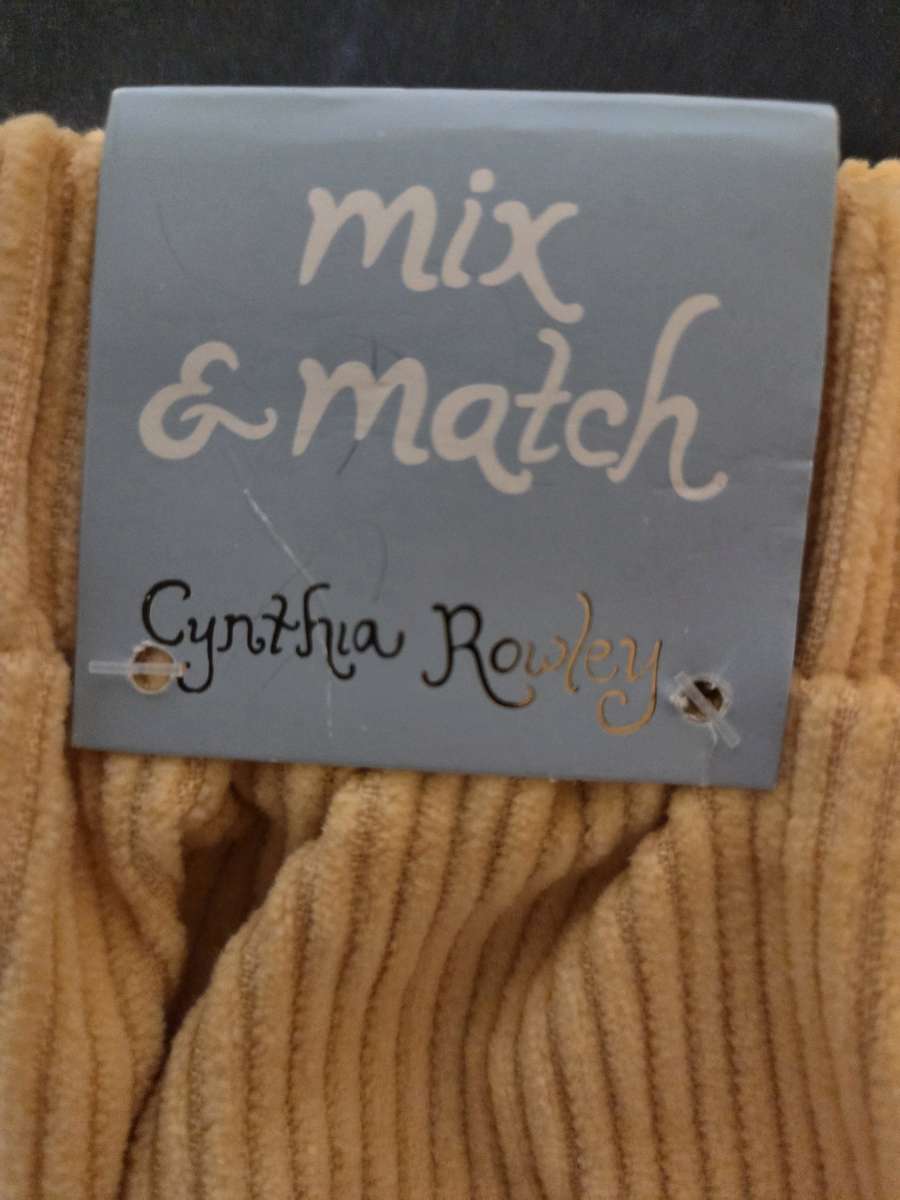 mix
& match
Cynthia Rowley